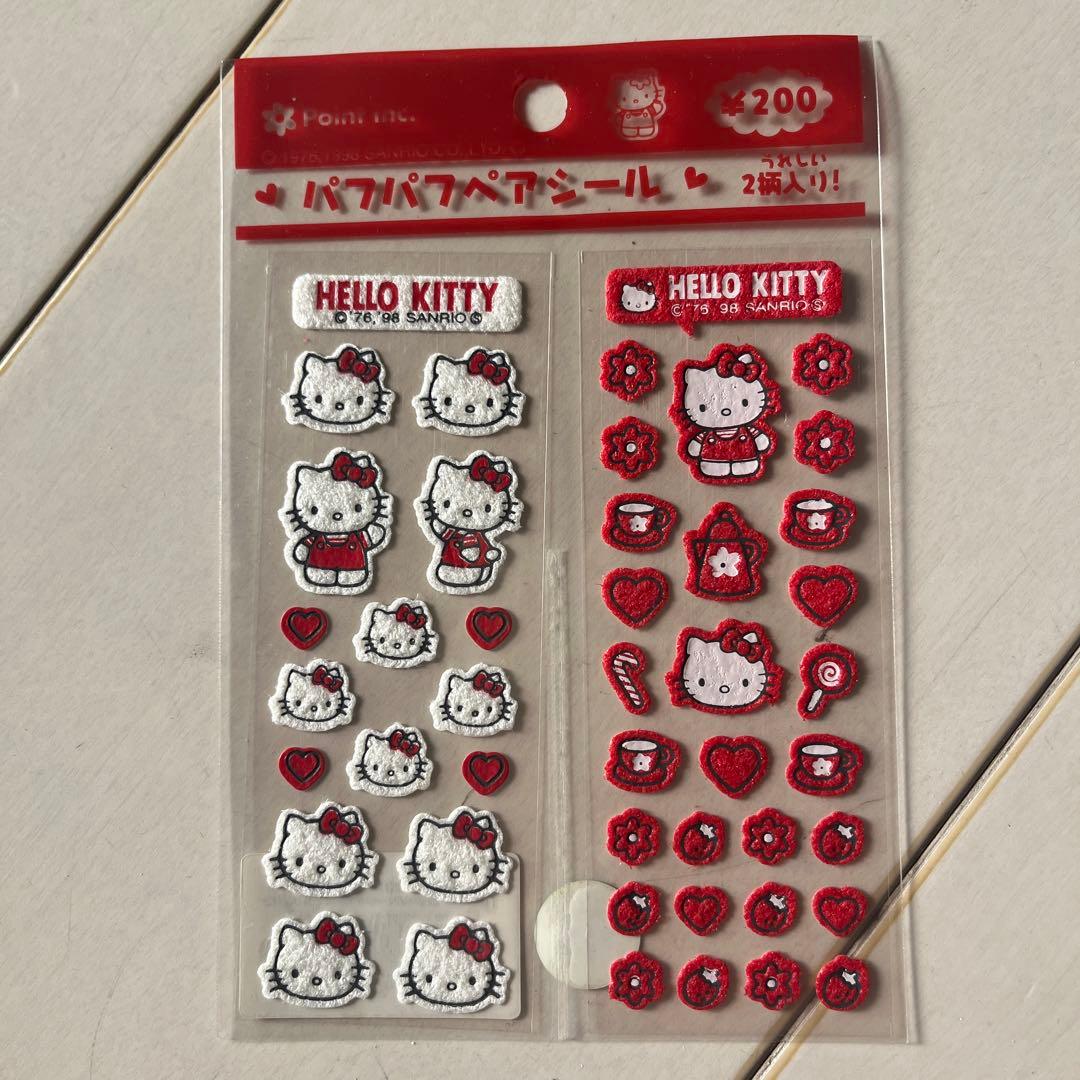 Point Inc.
¥200
© 1976,1998 SANRIO CO.,LTD.
パフパフペアシール
うれしい
2柄入り!
HELLO KITTY
© '76,'98 SANRIO Ⓢ
HELLO KITTY
© '76,'98 SANRIO Ⓢ